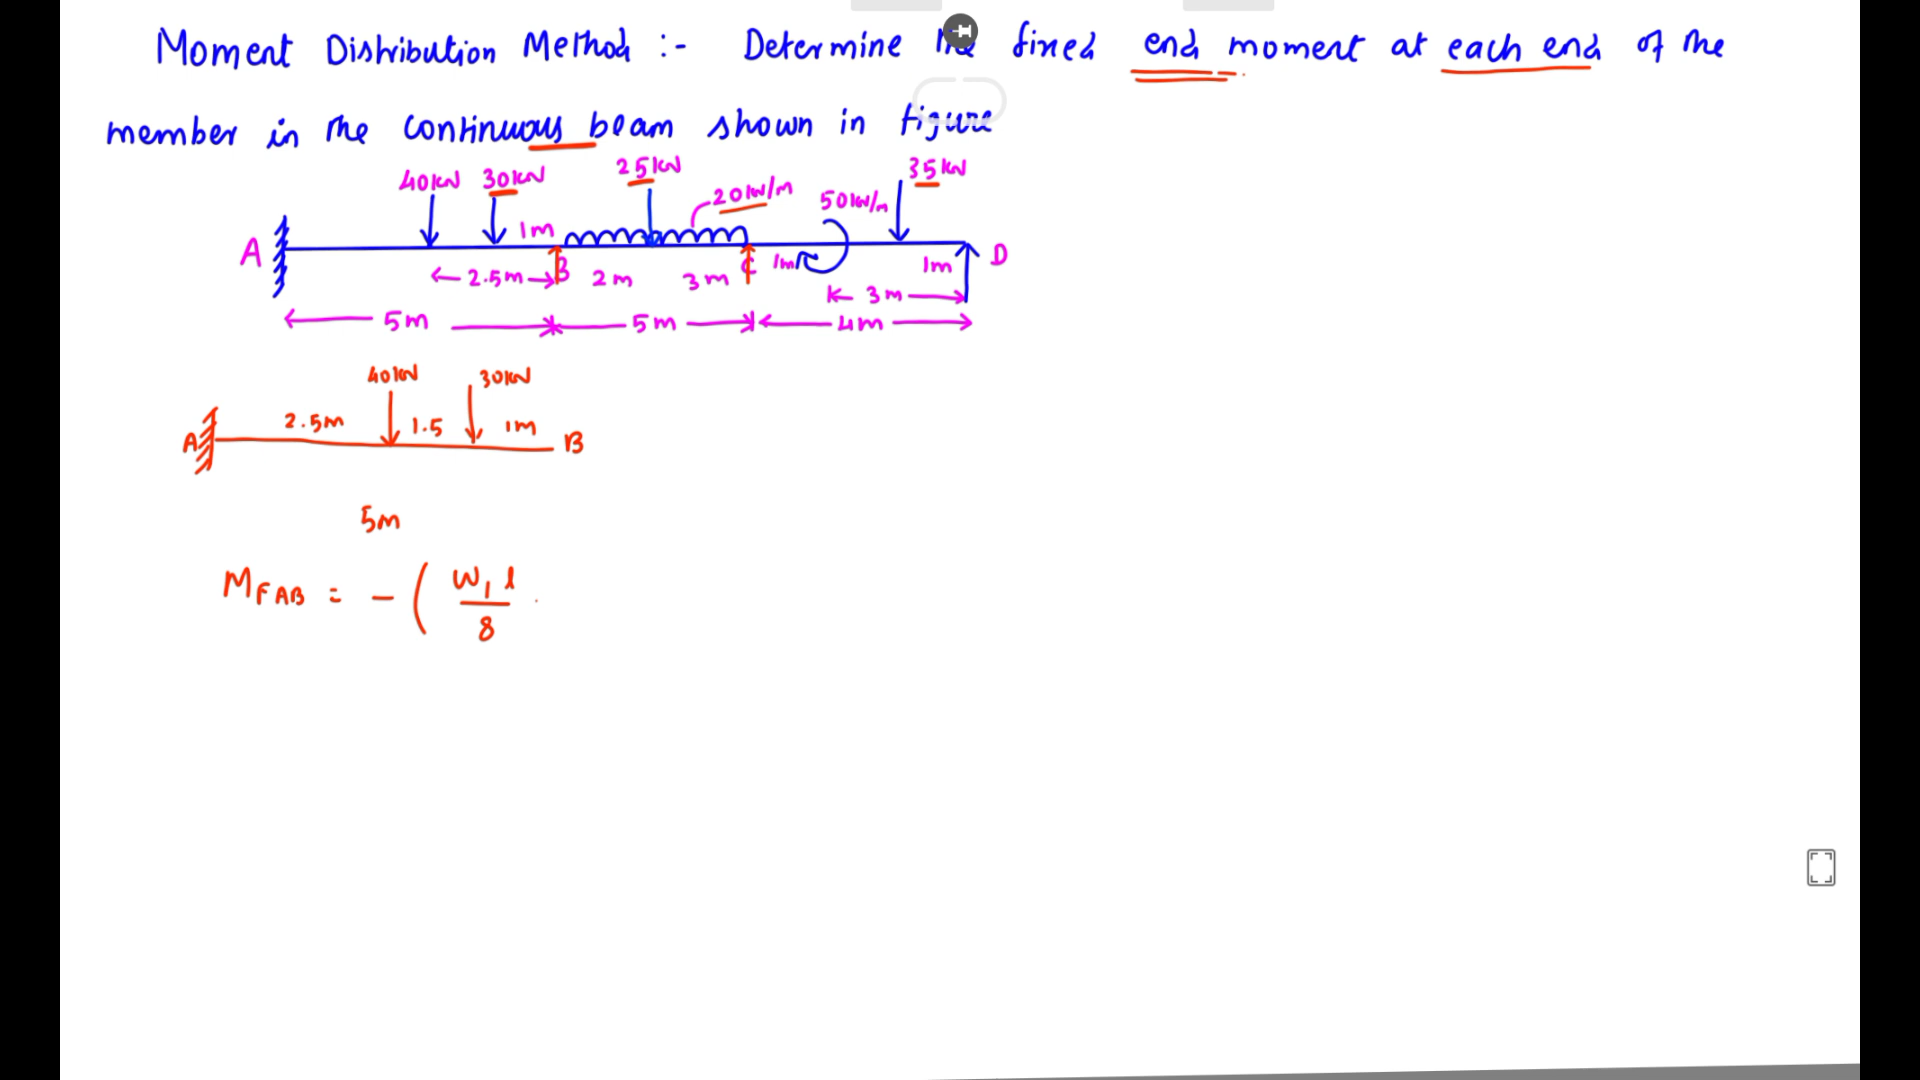 Moment Distribution Method :- Determine the fixed end moment at each end of the
member in the continuous beam shown in figure
40kN 30kN 25kN 20kN/m 50kN/m 35kN
A 1m B 2m 3m C 1m 1m D
2.5m 3m
5m 5m 4m
40kN 30kN
A 2.5m 1.5 1m B
5m
MFAB = - ( w1 l
8